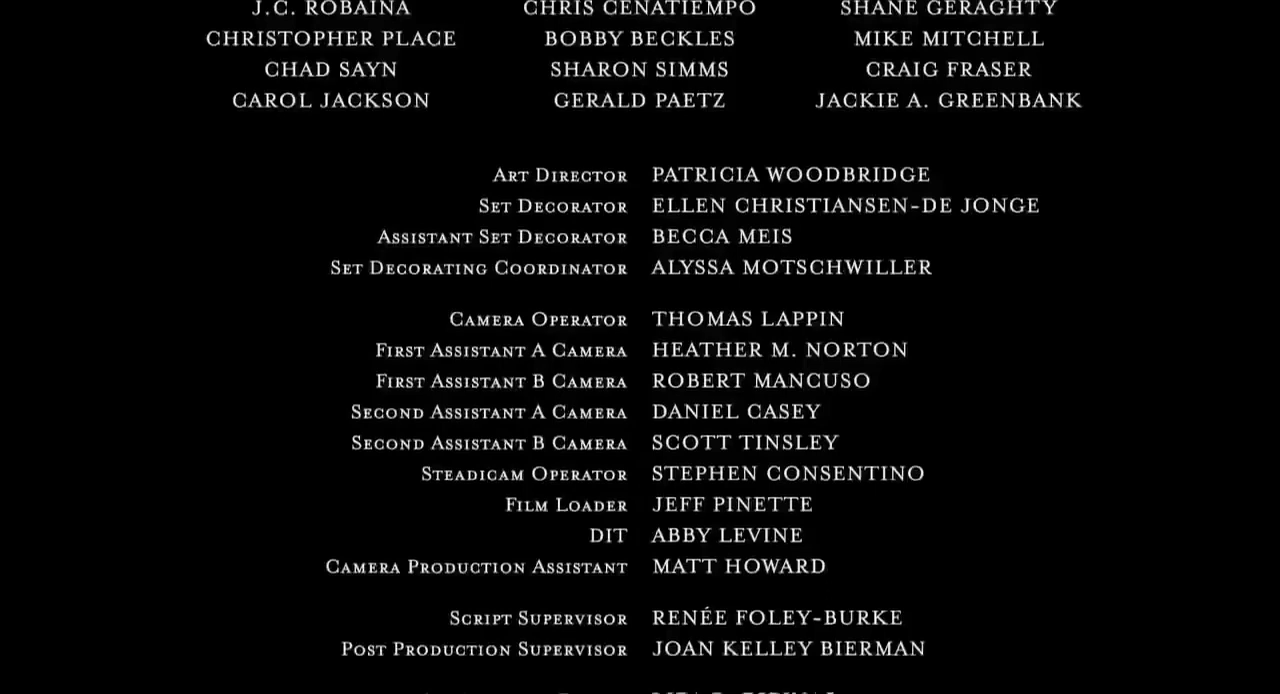 J.C. ROBAINA CHRIS CENATIEMPO SHANE GERAGHTY
CHRISTOPHER PLACE BOBBY BECKLES MIKE MITCHELL
CHAD SAYN SHARON SIMMS CRAIG FRASER
CAROL JACKSON GERALD PAETZ JACKIE A. GREENBANK
ART DIRECTOR PATRICIA WOODBRIDGE
SET DECORATOR ELLEN CHRISTIANSEN-DE JONGE
ASSISTANT SET DECORATOR BECCA MEIS
SET DECORATING COORDINATOR ALYSSA MOTSCHWILLER
CAMERA OPERATOR THOMAS LAPPIN
FIRST ASSISTANT A CAMERA HEATHER M. NORTON
FIRST ASSISTANT B CAMERA ROBERT MANCUSO
SECOND ASSISTANT A CAMERA DANIEL CASEY
SECOND ASSISTANT B CAMERA SCOTT TINSLEY
STEADICAM OPERATOR STEPHEN CONSENTINO
FILM LOADER JEFF PINETTE
DIT ABBY LEVINE
CAMERA PRODUCTION ASSISTANT MATT HOWARD
SCRIPT SUPERVISOR RENÉE FOLEY-BURKE
POST PRODUCTION SUPERVISOR JOAN KELLEY BIERMAN